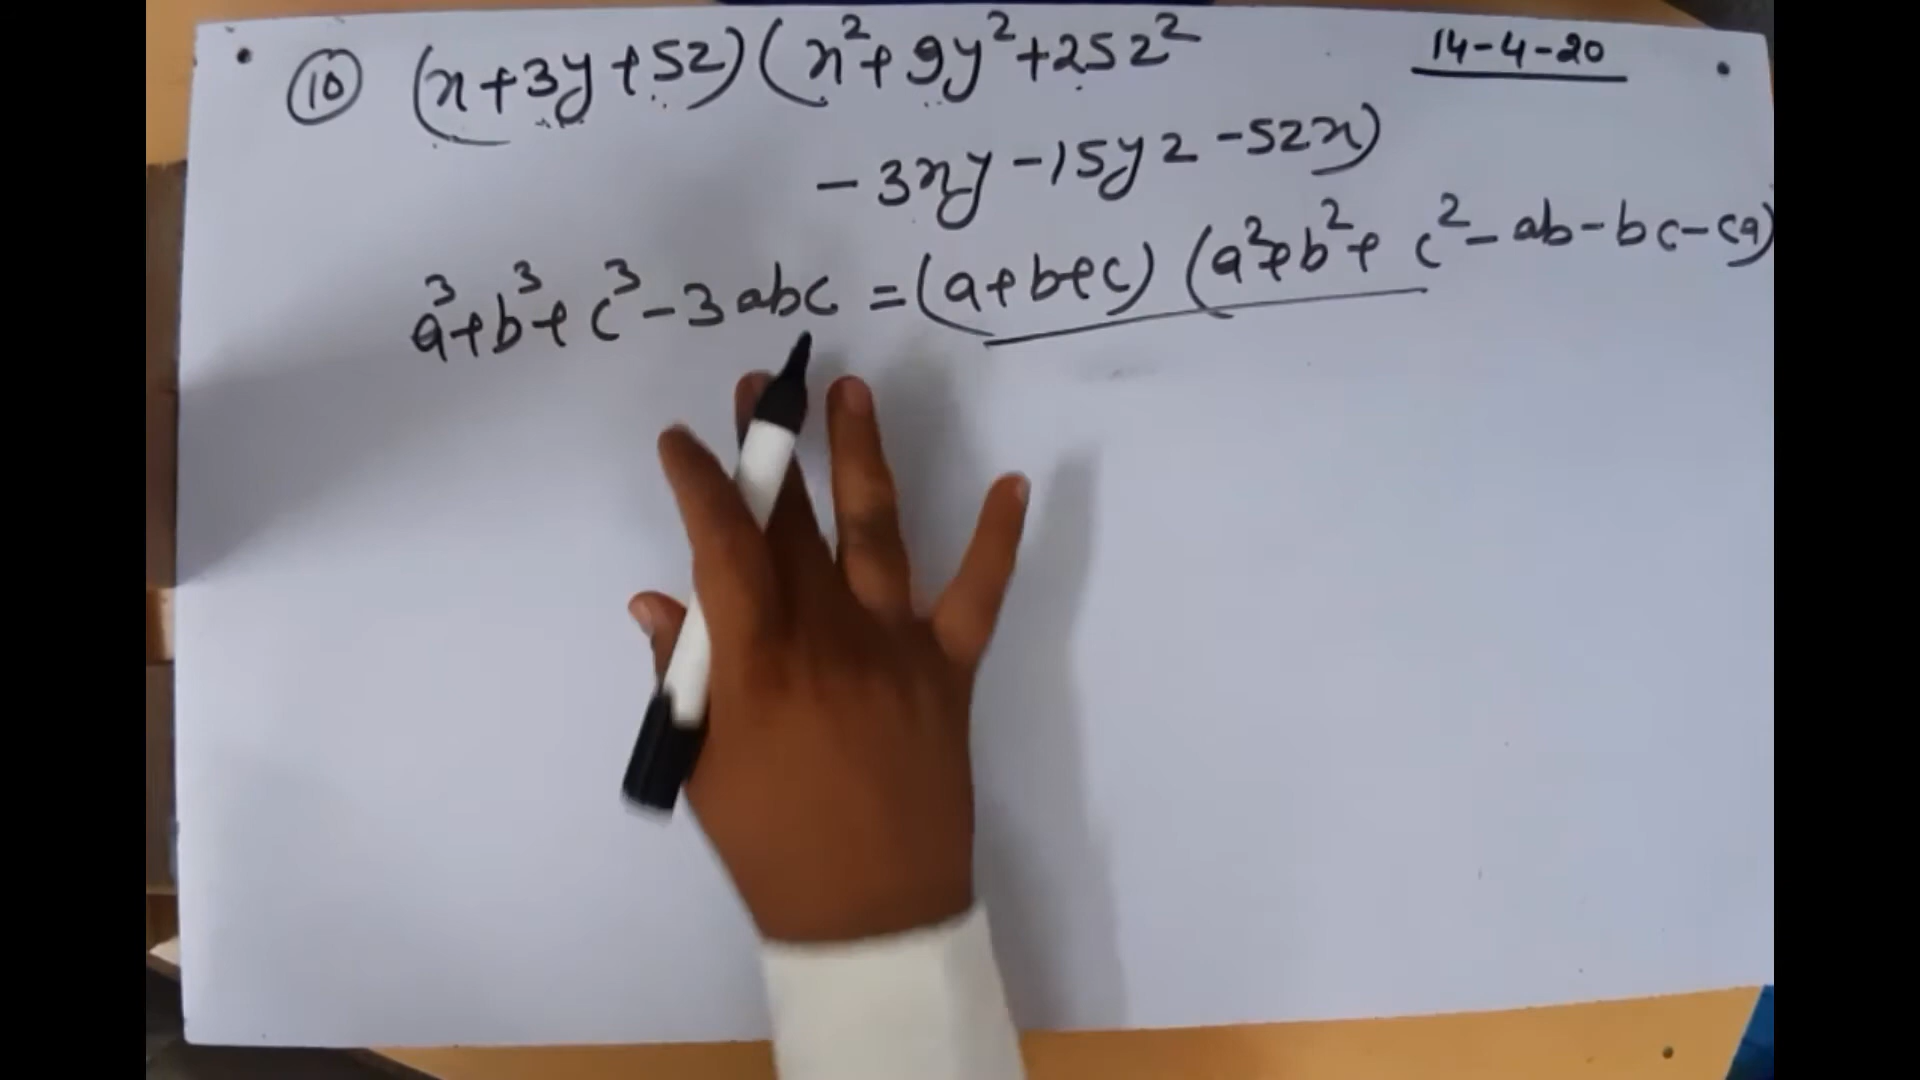 14-4-20
⑩ (x+3y+5z) (x²+9y²+25z²
-3xy-15yz-5zx)
a³+b³+c³-3abc = (a+b+c) (a²+b²+c²-ab-bc-ca)